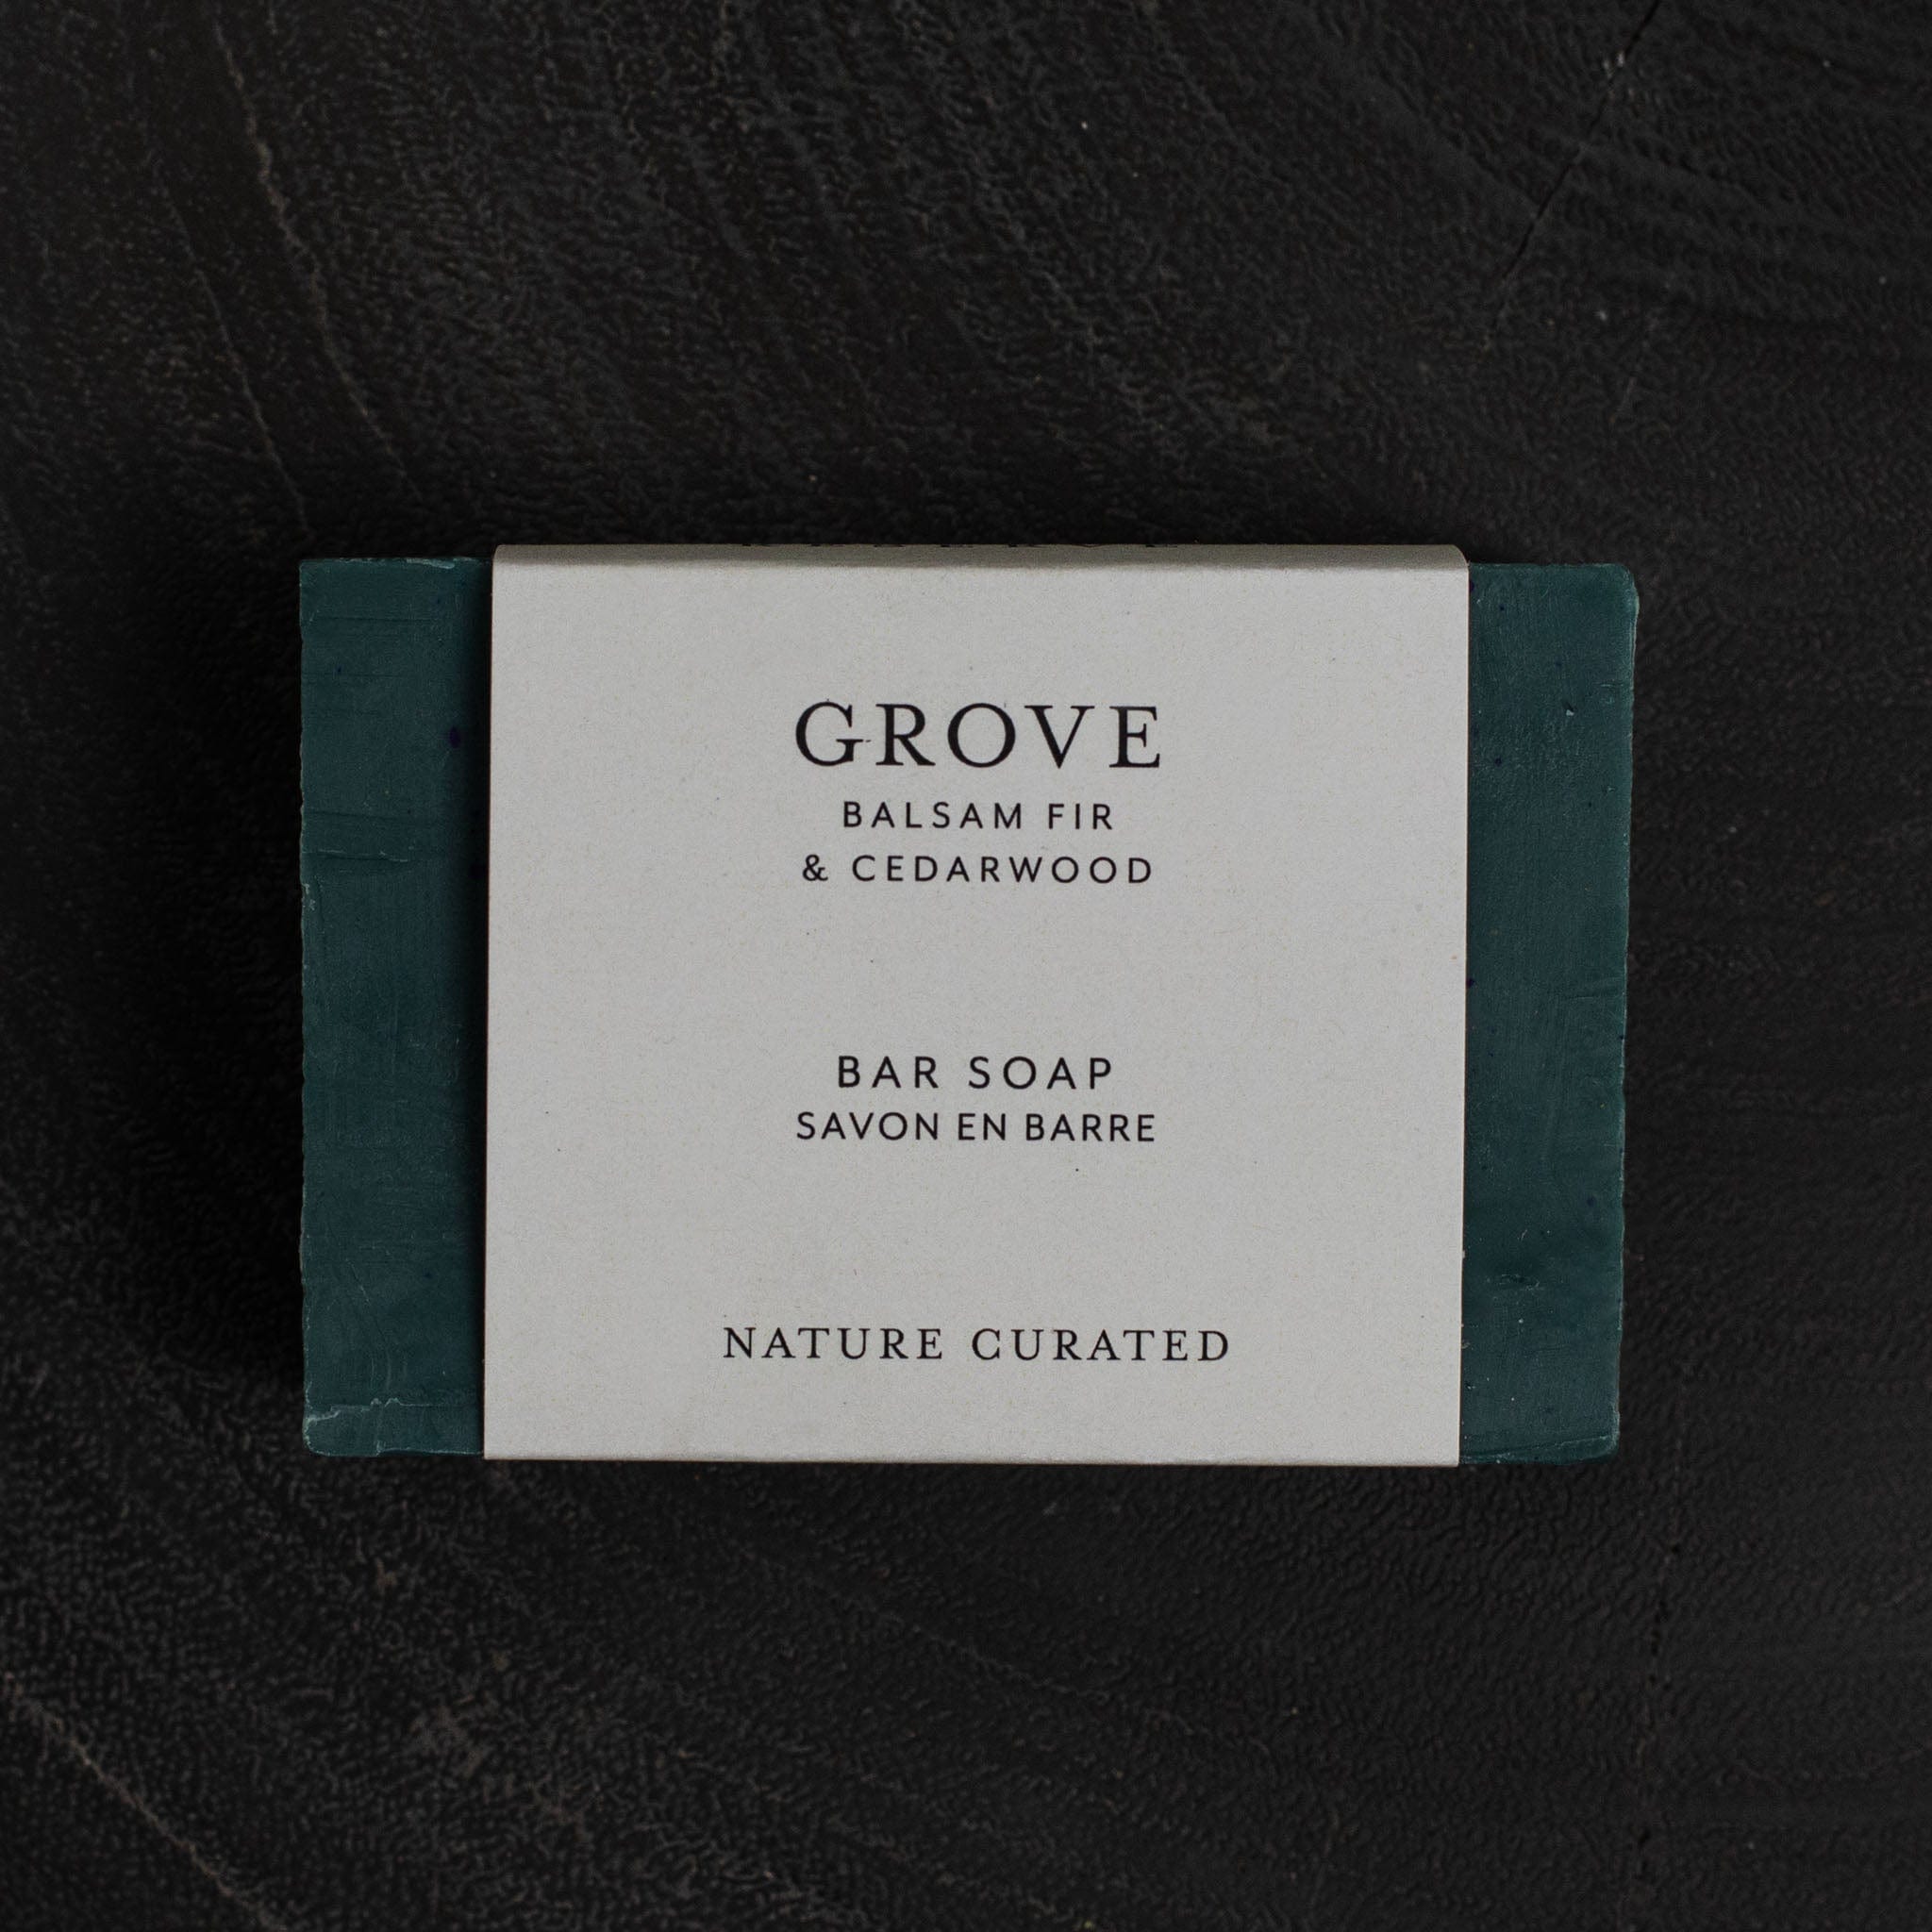 GROVE
BALSAM FIR
& CEDARWOOD
BAR SOAP
SAVON EN BARRE
NATURE CURATED